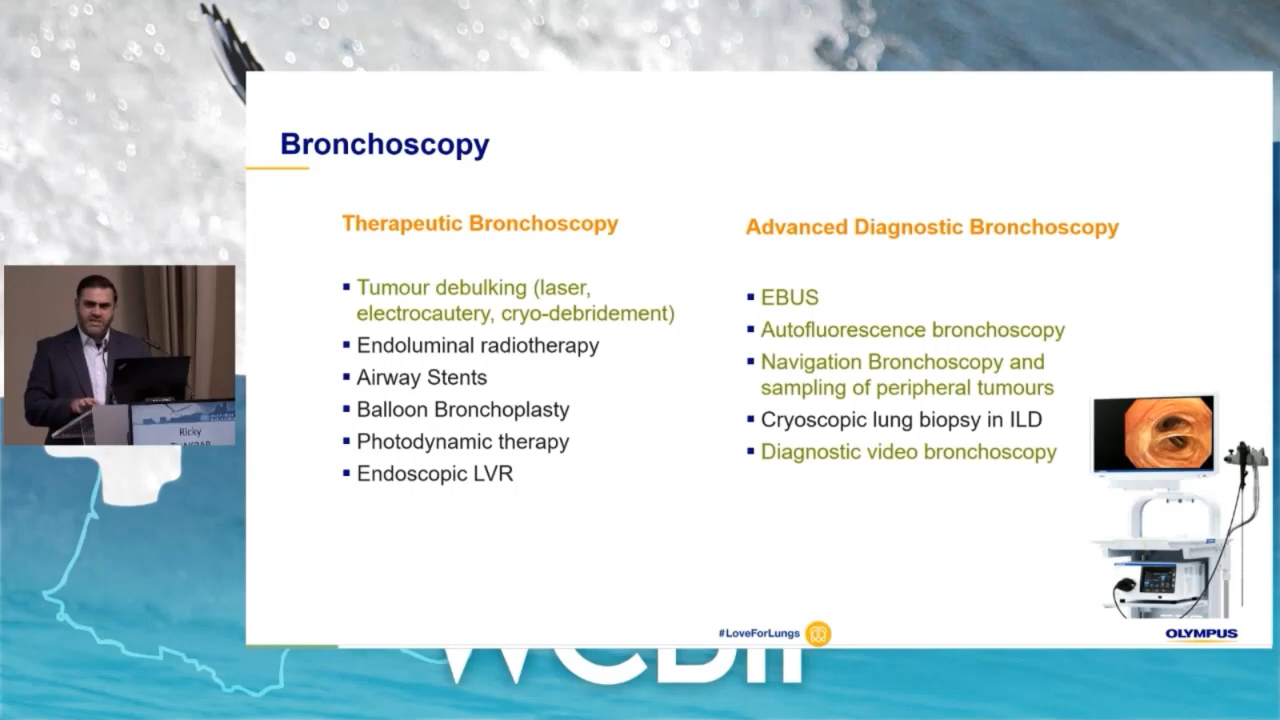 Bronchoscopy
Therapeutic Bronchoscopy
Tumour debulking (laser,
electrocautery, cryo-debridement)
Endoluminal radiotherapy
Airway Stents
Balloon Bronchoplasty
Photodynamic therapy
Endoscopic LVR
Advanced Diagnostic Bronchoscopy
EBUS
Autofluorescence bronchoscopy
Navigation Bronchoscopy and
sampling of peripheral tumours
Cryoscopic lung biopsy in ILD
Diagnostic video bronchoscopy
Ricky
#LoveForLungs
OLYMPUS